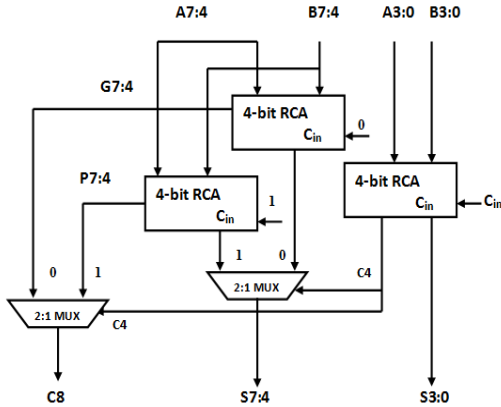 A7:4 B7:4 A3:0 B3:0
G7:4
4-bit RCA
0
Cin
P7:4
4-bit RCA
1
Cin
4-bit RCA
Cin
Cin
1 0
0 1
2:1 MUX
C4
2:1 MUX
C4
C8 S7:4 S3:0